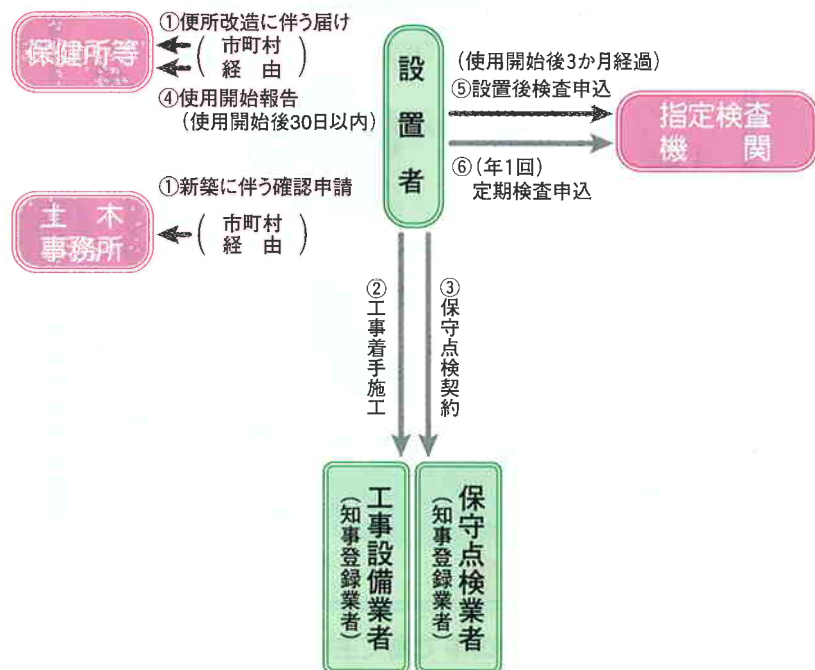 ①便所改造に伴う届け
保健所等
(市町村
経由)
④使用開始報告
(使用開始後30日以内)
①新築に伴う確認申請
土木
事務所
(市町村
経由)
設置者
(使用開始後3か月経過)
⑤設置後検査申込
指定検査
機関
⑥(年1回)
定期検査申込
②工事着手施工
③保守点検契約
工事設備業者
(知事登録業者)
保守点検業者
(知事登録業者)